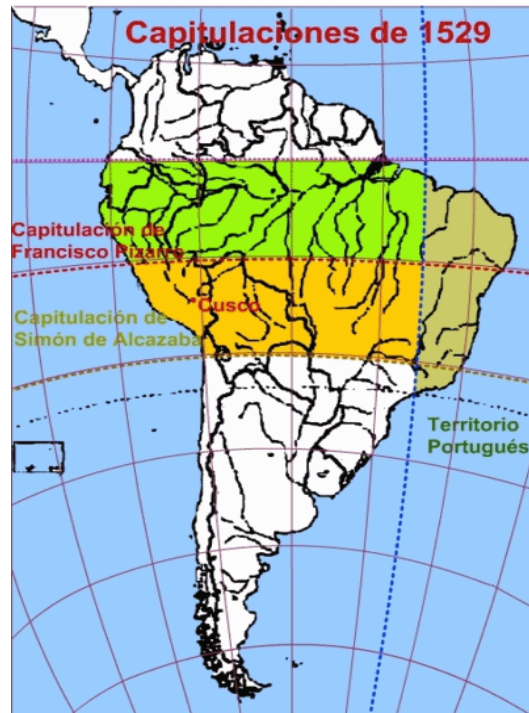 Capitulaciones de 1529
Capitulación de
Francisco Pizarro
Cusco
Capitulación de
Simón de Alcazaba
Territorio
Portugués